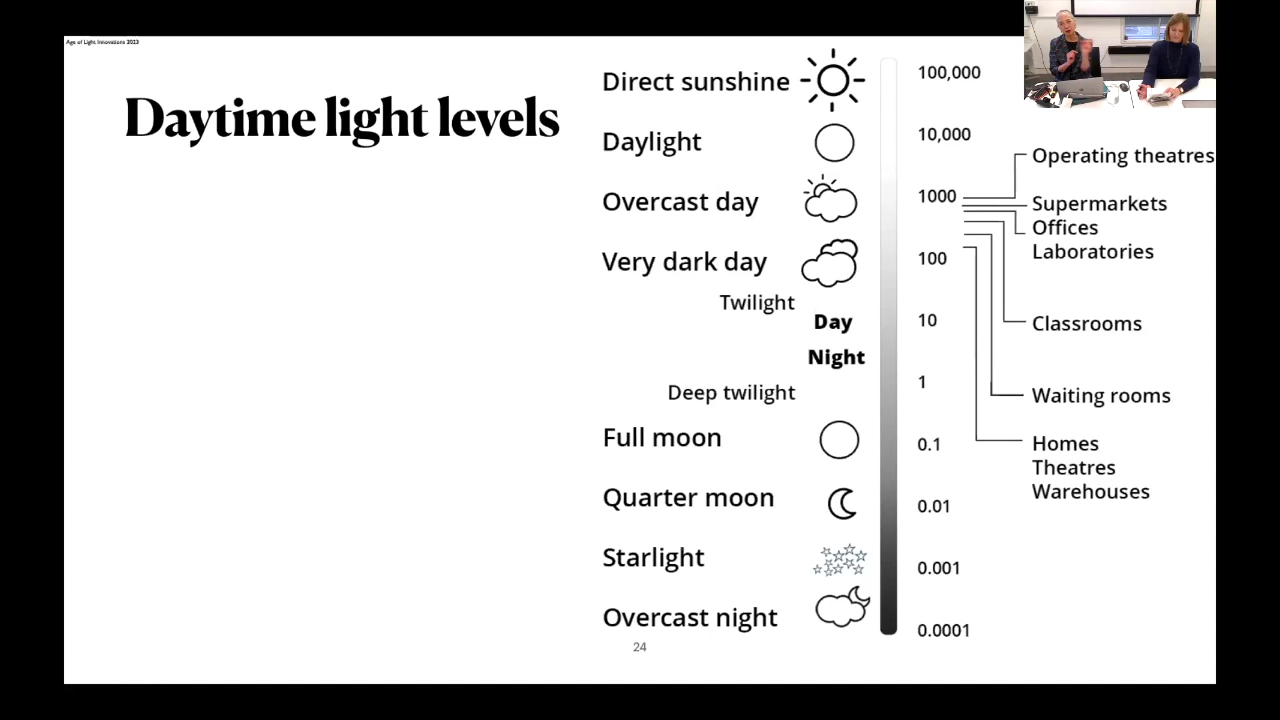 Age of Light Innovations 2023
Daytime light levels
Direct sunshine
100,000
Daylight
10,000
Operating theatres
Overcast day
1000
Supermarkets
Offices
Laboratories
Very dark day
100
Twilight
Day
10
Classrooms
Night
Deep twilight
1
Waiting rooms
Full moon
0.1
Homes
Theatres
Warehouses
Quarter moon
0.01
Starlight
0.001
Overcast night
0.0001
24